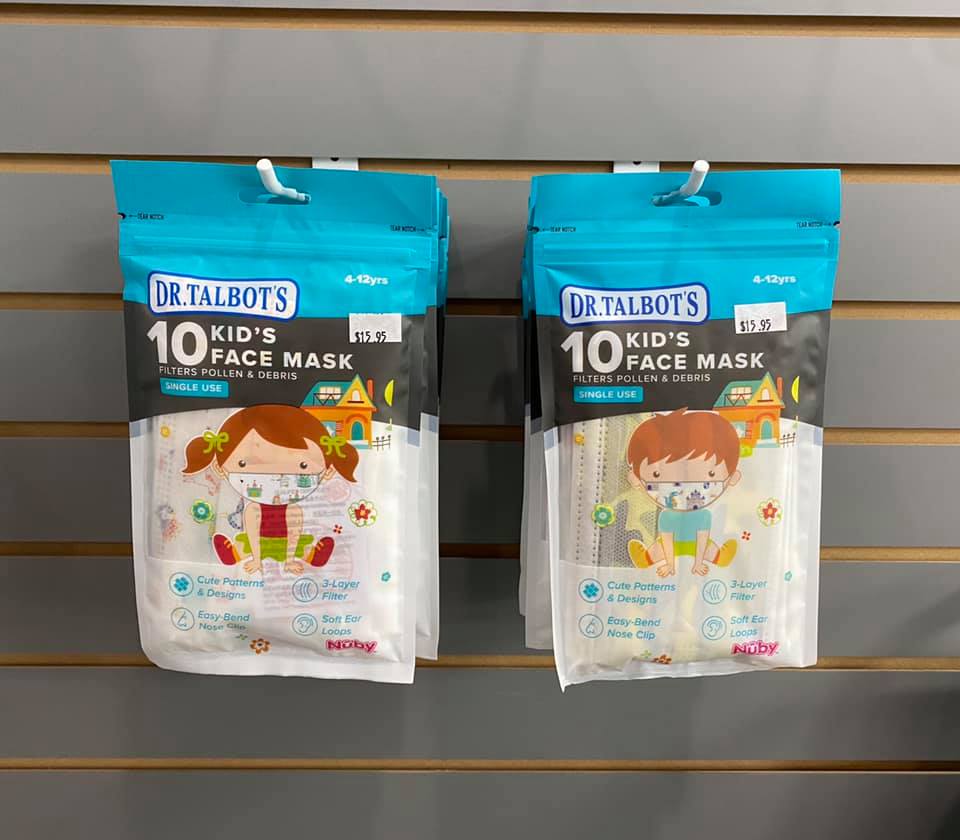 TEAR NOTCH
TEAR NOTCH
4-12yrs
DR. TALBOT'S
$15.95
10 KID'S
FACE MASK
FILTERS POLLEN & DEBRIS
SINGLE USE
Cute Patterns
& Designs
3-Layer
Filter
Easy-Bend
Nose Clip
Soft Ear
Loops
Nûby
TEAR NOTCH
TEAR NOTCH
4-12yrs
DR. TALBOT'S
$15.95
10 KID'S
FACE MASK
FILTERS POLLEN & DEBRIS
SINGLE USE
Cute Patterns
& Designs
3-Layer
Filter
Easy-Bend
Nose Clip
Soft Ear
Loops
Nûby